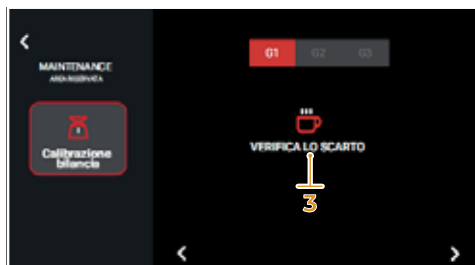 MAINTENANCE
AREA RISERVATA
Calibrazione
bilancia
G1 G2 G3
VERIFICA LO SCARTO
3